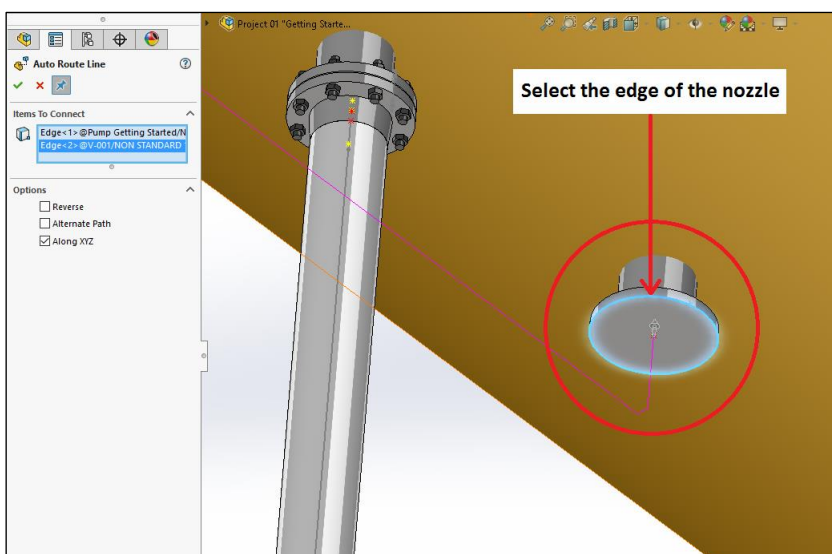 Project 01 "Getting Starte...
Auto Route Line
Items To Connect
Edge<1>@Pump Getting Started/N
Edge<2>@V-001/NON STANDARD
Options
Reverse
Alternate Path
Along XYZ
Select the edge of the nozzle